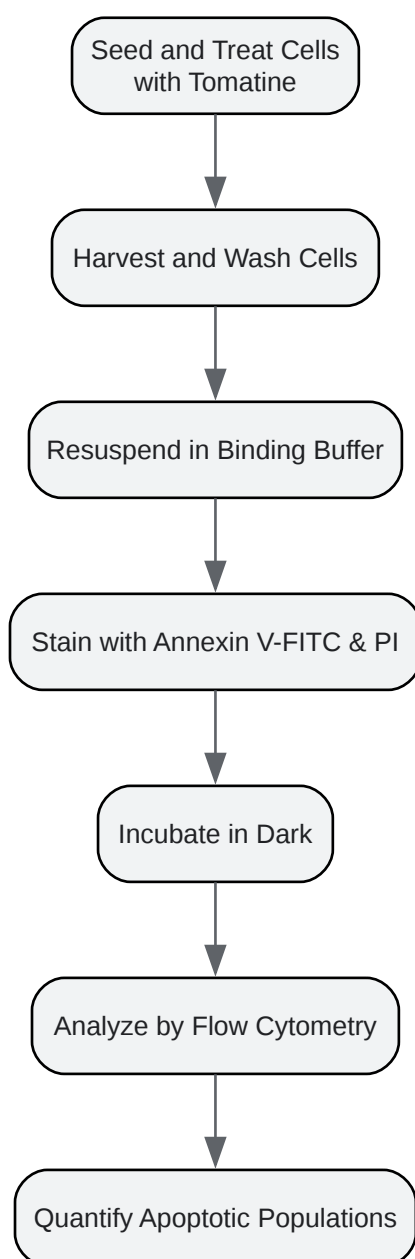 Seed and Treat Cells
with Tomatine
Harvest and Wash Cells
Resuspend in Binding Buffer
Stain with Annexin V-FITC & PI
Incubate in Dark
Analyze by Flow Cytometry
Quantify Apoptotic Populations